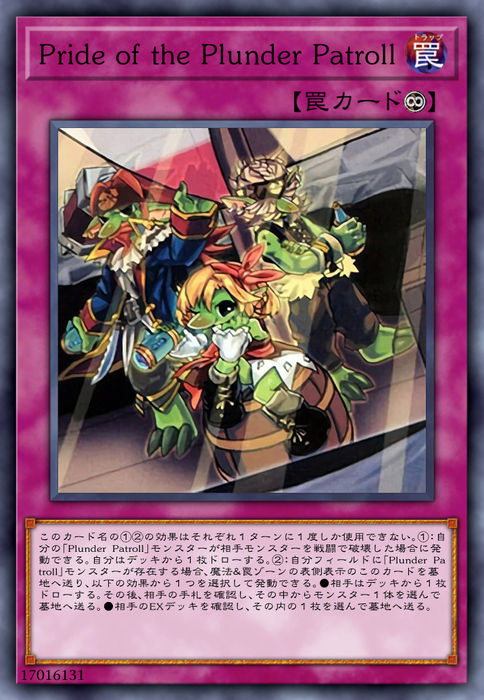 Pride of the Plunder Patroll
トラップ
罠
【罠カード】
このカード名の①②の効果はそれぞれ1ターンに1度しか使用できない。①:自
分の「Plunder Patroll」モンスターが相手モンスターを戦闘で破壊した場合に発
動できる。自分はデッキから1枚ドローする。②:自分フィールドに「Plunder Pa
troll」モンスターが存在する場合、魔法&罠ゾーンの表側表示のこのカードを墓
地へ送り、以下の効果から1つを選択して発動できる。●相手はデッキから1枚
ドローする。その後、相手の手札を確認し、その中からモンスター1体を選んで
墓地へ送る。●相手のEXデッキを確認し、その内の1枚を選んで墓地へ送る。
17016131